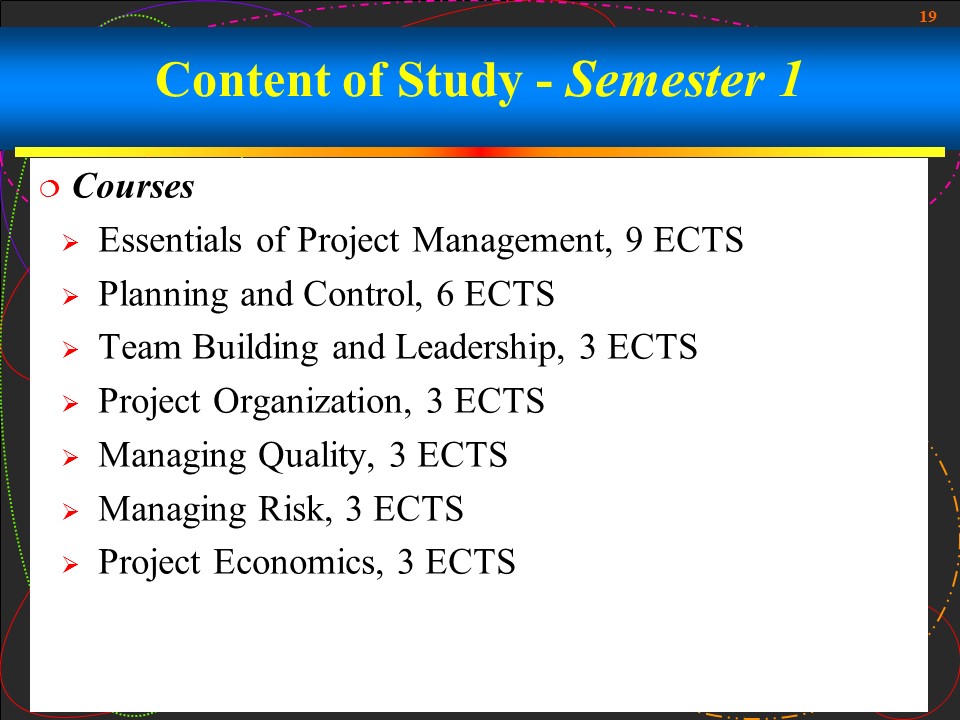 19
Content of Study - Semester 1
Courses
Essentials of Project Management, 9 ECTS
Planning and Control, 6 ECTS
Team Building and Leadership, 3 ECTS
Project Organization, 3 ECTS
Managing Quality, 3 ECTS
Managing Risk, 3 ECTS
Project Economics, 3 ECTS